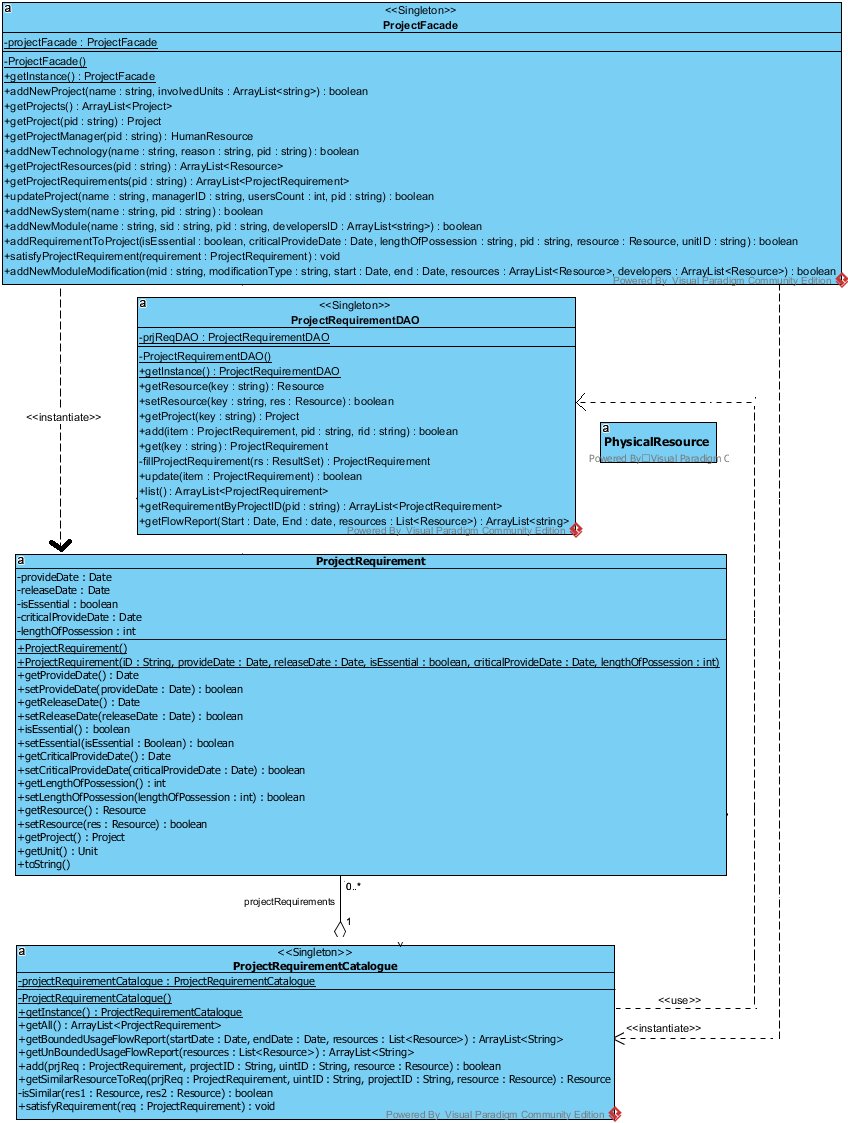 a
<<Singleton>>
ProjectFacade
-projectFacade : ProjectFacade
-ProjectFacade()
+getInstance() : ProjectFacade
+addNewProject(name : string, involvedUnits : ArrayList<string>) : boolean
+getProjects() : ArrayList<Project>
+getProject(pid : string) : Project
+getProjectManager(pid : string) : HumanResource
+addNewTechnology(name : string, reason : string, pid : string) : boolean
+getProjectResources(pid : string) : ArrayList<Resource>
+getProjectRequirements(pid : string) : ArrayList<ProjectRequirement>
+updateProject(name : string, managerID : string, usersCount : int, pid : string) : boolean
+addNewSystem(name : string, pid : string) : boolean
+addNewModule(name : string, sid : string, pid : string, developersID : ArrayList<string>) : boolean
+addRequirementToProject(isEssential : boolean, criticalProvideDate : Date, lengthOfPossession : string, pid : string, resource : Resource, unitID : string) : boolean
+satisfyProjectRequirement(requirement : ProjectRequirement) : void
+addNewModuleModification(mid : string, modificationType : string, start : Date, end : Date, resources : ArrayList<Resource>, developers : ArrayList<Resource>) : boolean
Powered By Visual Paradigm Community Edition
a
<<Singleton>>
ProjectRequirementDAO
-prjReqDAO : ProjectRequirementDAO
-ProjectRequirementDAO()
+getInstance() : ProjectRequirementDAO
+getResource(key : string) : Resource
+setResource(key : string, res : Resource) : boolean
+getProject(key : string) : Project
+add(item : ProjectRequirement, pid : string, rid : string) : boolean
+get(key : string) : ProjectRequirement
-fillProjectRequirement(rs : ResultSet) : ProjectRequirement
+update(item : ProjectRequirement) : boolean
+list() : ArrayList<ProjectRequirement>
+getRequirementByProjectID(pid : string) : ArrayList<ProjectRequirement>
+getFlowReport(Start : Date, End : date, resources : List<Resource>) : ArrayList<string>
Powered By Visual Paradigm Community Edition
<<instantiate>>
a
PhysicalResource
Powered By Visual Paradigm C
a
ProjectRequirement
-provideDate : Date
-releaseDate : Date
-isEssential : boolean
-criticalProvideDate : Date
-lengthOfPossession : int
+ProjectRequirement()
+ProjectRequirement(iD : String, provideDate : Date, releaseDate : Date, isEssential : boolean, criticalProvideDate : Date, lengthOfPossession : int)
+getProvideDate() : Date
+setProvideDate(provideDate : Date) : boolean
+getReleaseDate() : Date
+setReleaseDate(releaseDate : Date) : boolean
+isEssential() : boolean
+setEssential(isEssential : Boolean) : boolean
+getCriticalProvideDate() : Date
+setCriticalProvideDate(criticalProvideDate : Date) : boolean
+getLengthOfPossession() : int
+setLengthOfPossession(lengthOfPossession : int) : boolean
+getResource() : Resource
+setResource(res : Resource) : boolean
+getProject() : Project
+getUnit() : Unit
+toString()
0..*
projectRequirements
1
a
<<Singleton>>
ProjectRequirementCatalogue
-projectRequirementCatalogue : ProjectRequirementCatalogue
-ProjectRequirementCatalogue()
+getInstance() : ProjectRequirementCatalogue
+getAll() : ArrayList<ProjectRequirement>
+getBoundedUsageFlowReport(startDate : Date, endDate : Date, resources : List<Resource>) : ArrayList<String>
+getUnBoundedUsageFlowReport(resources : List<Resource>) : ArrayList<String>
+add(prjReq : ProjectRequirement, projectID : String, uintID : String, resource : Resource) : boolean
+getSimilarResourceToReq(prjReq : ProjectRequirement, uintID : String, projectID : String, resource : Resource) : Resource
-isSimilar(res1 : Resource, res2 : Resource) : boolean
+satisfyRequirement(req : ProjectRequirement) : void
Powered By Visual Paradigm Community Edition
<<use>>
<<instantiate>>